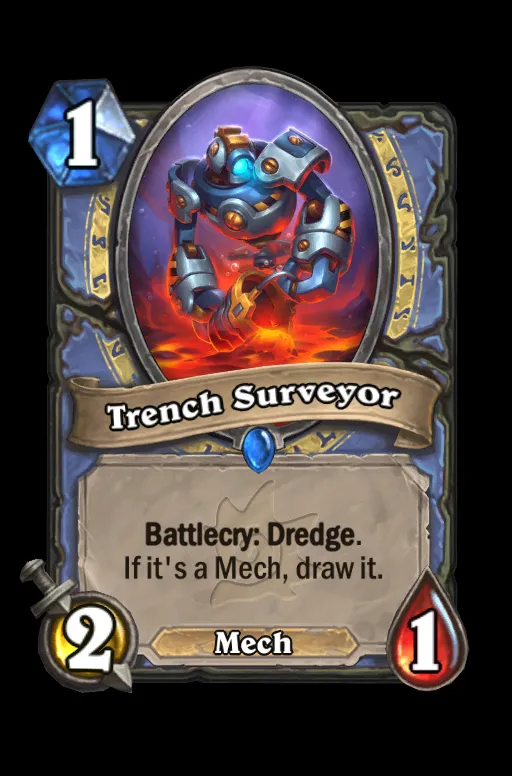 1
Trench Surveyor
Battlecry: Dredge.
If it's a Mech, draw it.
2
Mech
1